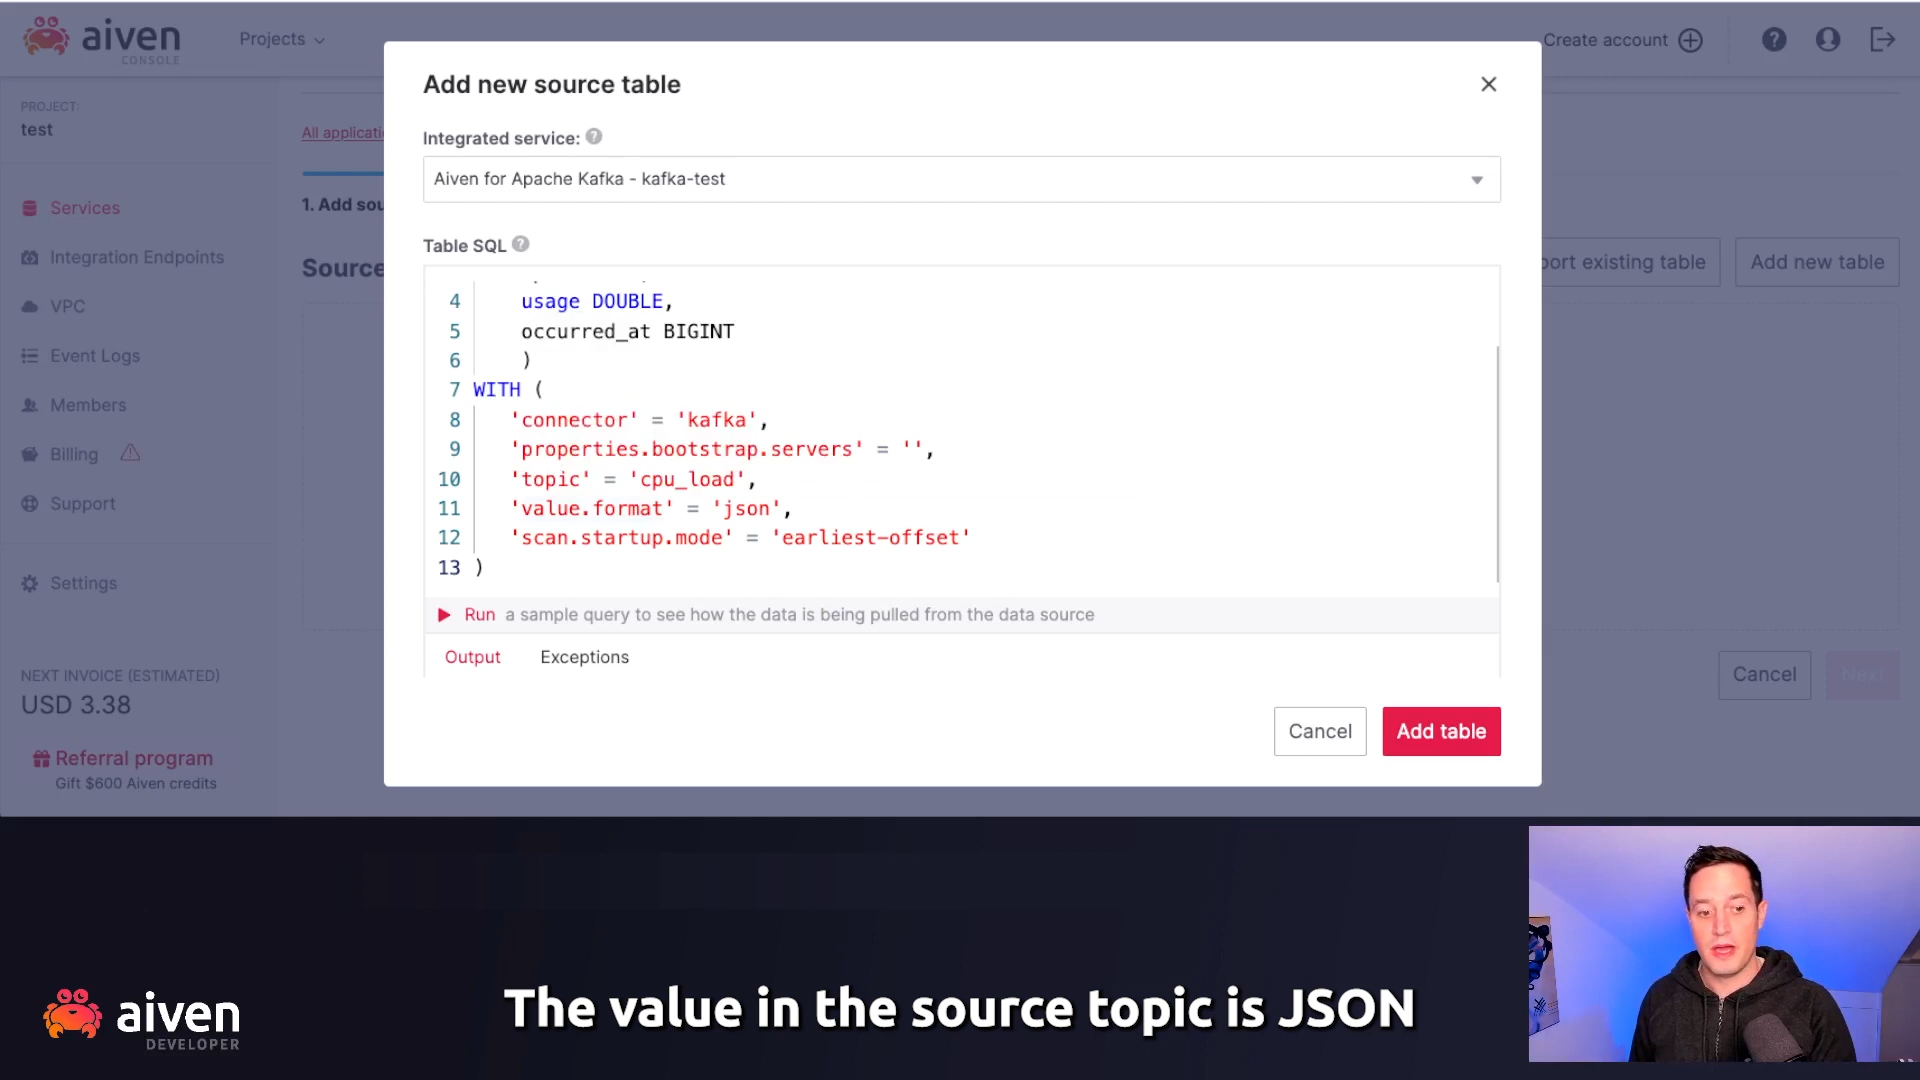 aiven
CONSOLE
Projects
Create account
PROJECT:
test
Services
Integration Endpoints
VPC
Event Logs
Members
Billing
Support
Settings
NEXT INVOICE (ESTIMATED)
USD 3.38
Referral program
Gift $600 Aiven credits
All applicati
1. Add sou
Source
port existing table
Add new table
Cancel
Next
Add new source table
Integrated service:
Aiven for Apache Kafka - kafka-test
Table SQL
4 usage DOUBLE,
5 occurred_at BIGINT
6 )
7 WITH (
8 'connector' = 'kafka',
9 'properties.bootstrap.servers' = '',
10 'topic' = 'cpu_load',
11 'value.format' = 'json',
12 'scan.startup.mode' = 'earliest-offset'
13 )
Run a sample query to see how the data is being pulled from the data source
Output Exceptions
Cancel
Add table
aiven
DEVELOPER
The value in the source topic is JSON